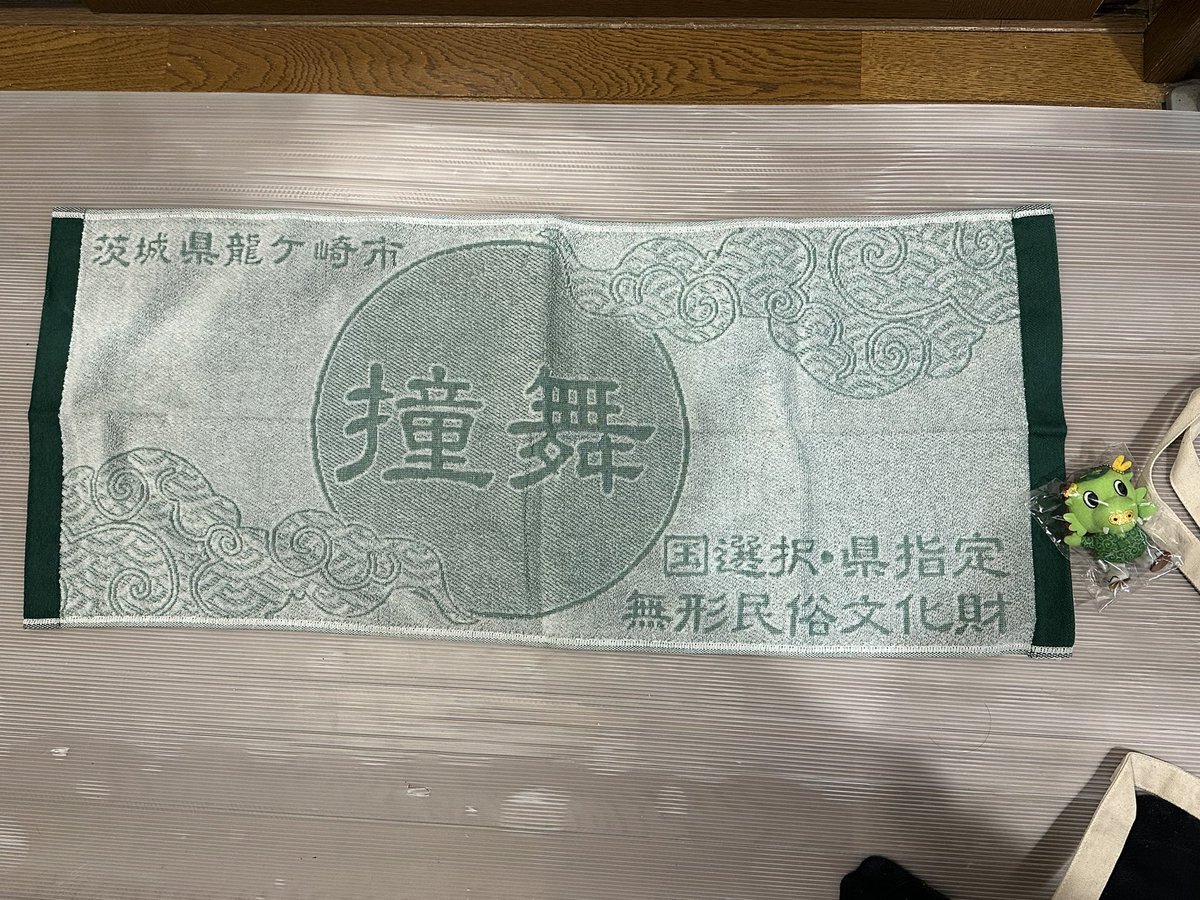 茨城県龍ケ崎市
撞舞
国選択・県指定
無形民俗文化財